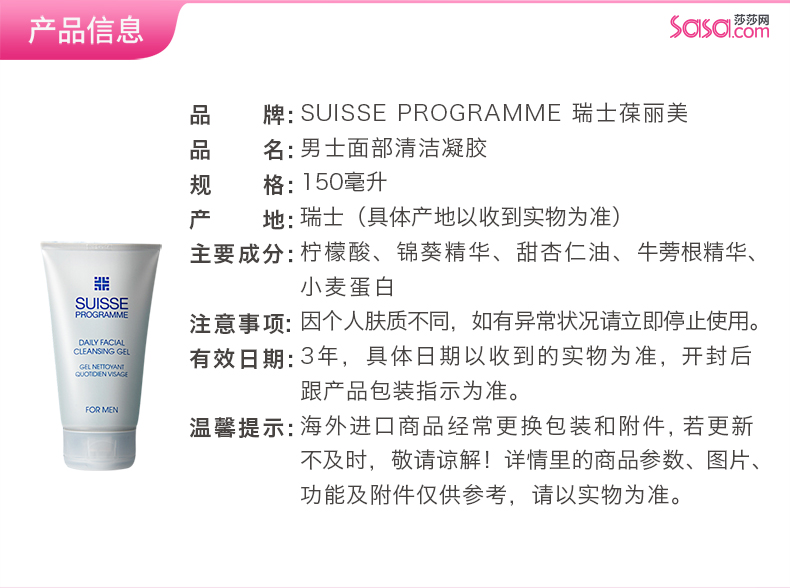 产品信息
Sasa.com
莎莎网
品牌: SUISSE PROGRAMME 瑞士葆丽美
品名: 男士面部清洁凝胶
规格: 150毫升
产地: 瑞士（具体产地以收到实物为准）
主要成分: 柠檬酸、锦葵精华、甜杏仁油、牛蒡根精华、
小麦蛋白
注意事项: 因个人肤质不同，如有异常状况请立即停止使用。
有效日期: 3年，具体日期以收到的实物为准，开封后
跟产品包装指示为准。
温馨提示: 海外进口商品经常更换包装和附件, 若更新
不及时，敬请谅解！详情里的商品参数、图片、
功能及附件仅供参考，请以实物为准。
SUISSE
PROGRAMME
DAILY FACIAL
CLEANSING GEL
GEL NETTOYANT
QUOTIDIEN VISAGE
FOR MEN